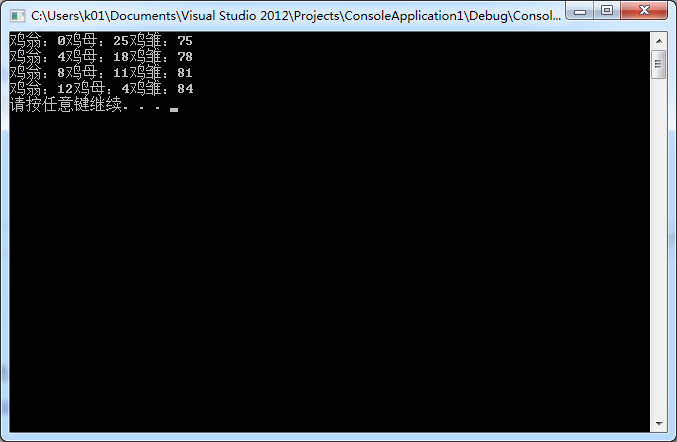 C:\Users\k01\Documents\Visual Studio 2012\Projects\ConsoleApplication1\Debug\Consol...
鸡翁：0鸡母：25鸡雏：75
鸡翁：4鸡母：18鸡雏：78
鸡翁：8鸡母：11鸡雏：81
鸡翁：12鸡母：4鸡雏：84
请按任意键继续. . .